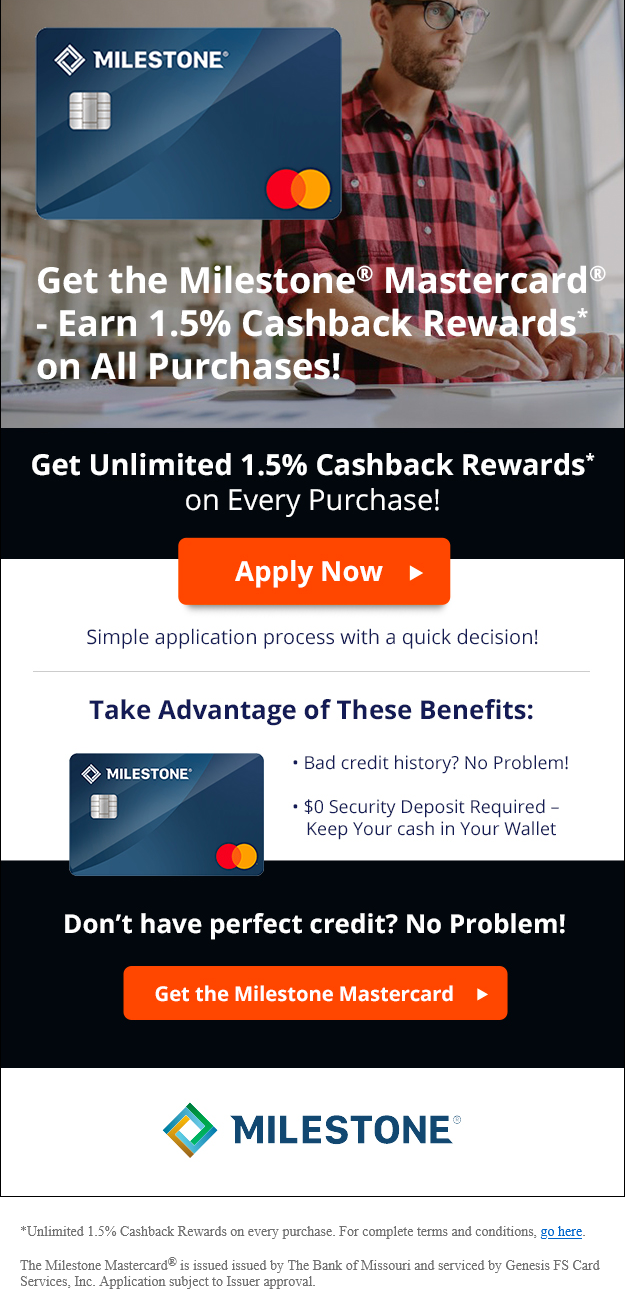 MILESTONE®
Get the Milestone® Mastercard®
- Earn 1.5% Cashback Rewards*
on All Purchases!
Get Unlimited 1.5% Cashback Rewards*
on Every Purchase!
Apply Now
Simple application process with a quick decision!
Take Advantage of These Benefits:
MILESTONE®
• Bad credit history? No Problem!
• $0 Security Deposit Required –
Keep Your cash in Your Wallet
Don’t have perfect credit? No Problem!
Get the Milestone Mastercard
MILESTONE®
*Unlimited 1.5% Cashback Rewards on every purchase. For complete terms and conditions, go here.
The Milestone Mastercard® is issued issued by The Bank of Missouri and serviced by Genesis FS Card
Services, Inc. Application subject to Issuer approval.